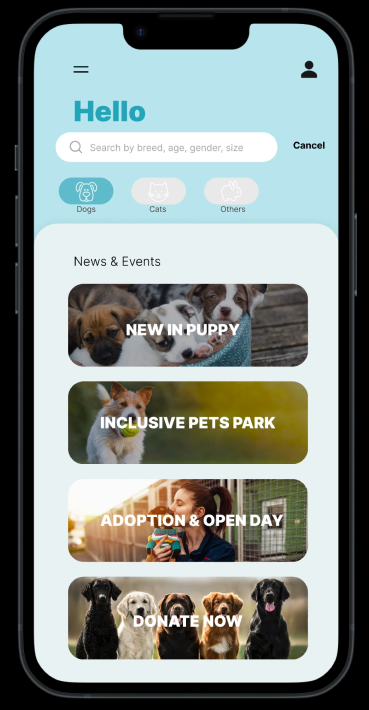 Hello
Search by breed, age, gender, size
Cancel
Dogs
Cats
Others
News & Events
NEW IN PUPPY
INCLUSIVE PETS PARK
ADOPTION & OPEN DAY
DONATE NOW